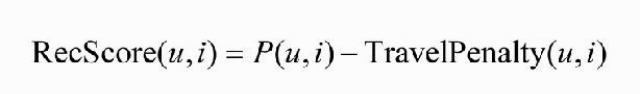 RecScore(u,i) = P(u,i) – TravelPenalty(u,i)